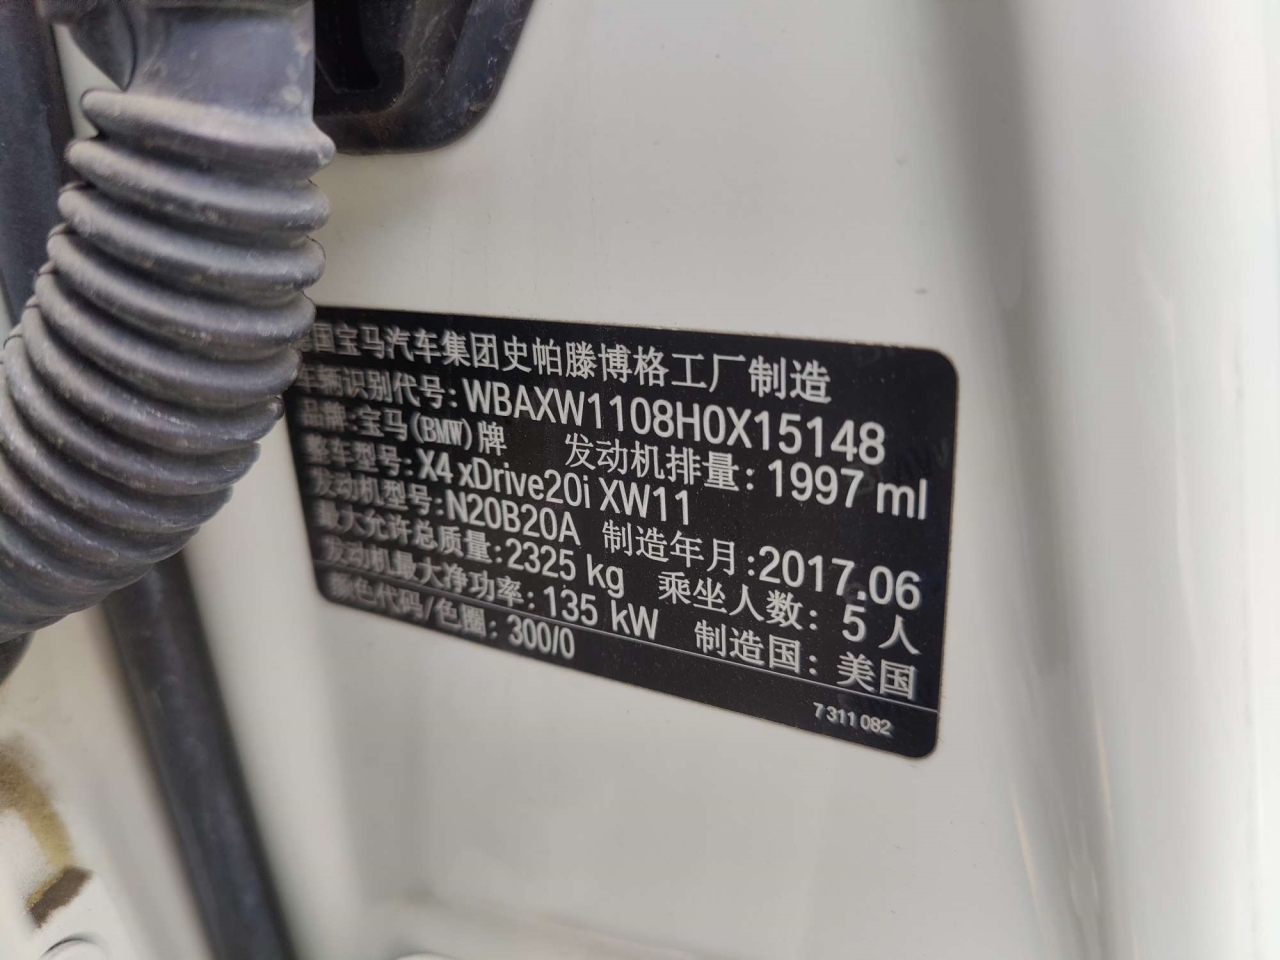 德国宝马汽车集团史帕滕博格工厂制造
车辆识别代号:WBAXW1108H0X15148
品牌:宝马(BMW)牌 发动机排量:1997 ml
整车型号:X4 xDrive20i XW11
发动机型号:N20B20A 制造年月:2017.06
最大允许总质量:2325 kg 乘坐人数:5人
发动机最大净功率:135 kW 制造国:美国
颜色代码/色圈:300/0
7 311 082